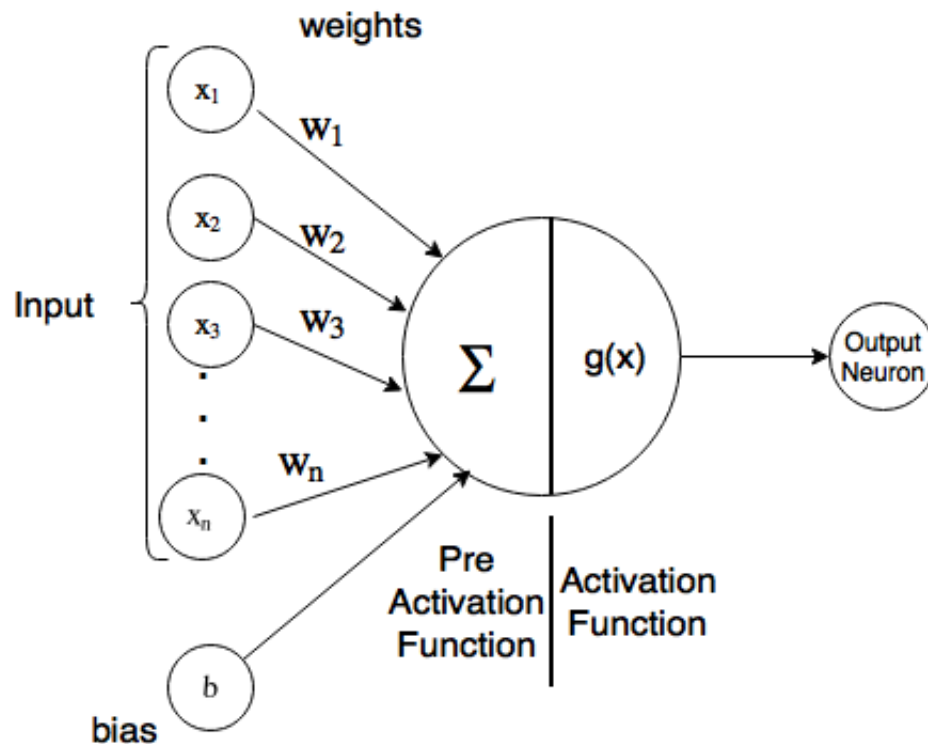 weights
x₁
w₁
x₂
w₂
Input
x₃
w₃
Σ
g(x)
Output
Neuron
.
.
.
wₙ
xₙ
Pre
Activation
Function
Activation
Function
b
bias